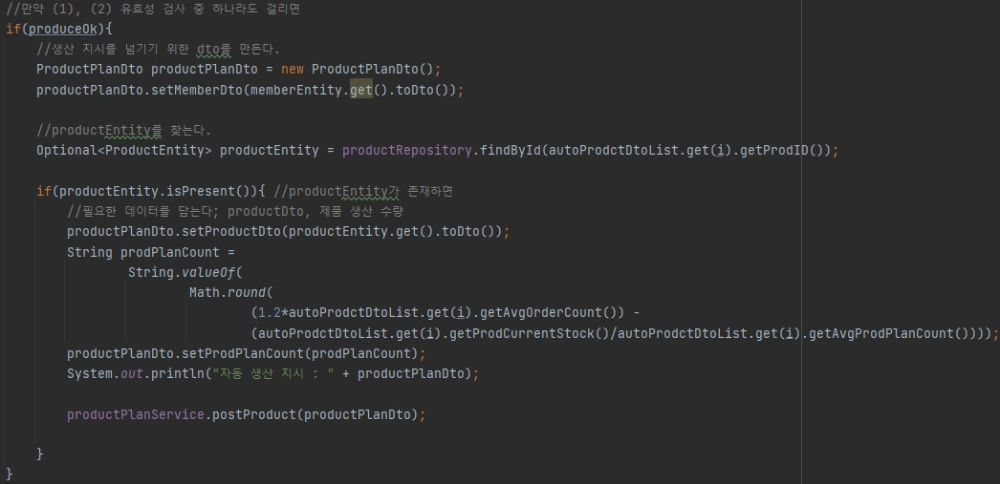 //만약 (1), (2) 유효성 검사 중 하나라도 걸리면
if(produceOk){
//생산 지시를 넘기기 위한 dto를 만든다.
ProductPlanDto productPlanDto = new ProductPlanDto();
productPlanDto.setMemberDto(memberEntity.get().toDto());
//productEntity를 찾는다.
Optional<ProductEntity> productEntity = productRepository.findById(autoProdctDtoList.get(i).getProdID());
if(productEntity.isPresent()){ //productEntity가 존재하면
//필요한 데이터를 담는다; productDto, 제품 생산 수량
productPlanDto.setProductDto(productEntity.get().toDto());
String prodPlanCount =
String.valueOf(
Math.round(
(1.2*autoProdctDtoList.get(i).getAvgOrderCount()) -
(autoProdctDtoList.get(i).getProdCurrentStock()/autoProdctDtoList.get(i).getAvgProdPlanCount())));
productPlanDto.setProdPlanCount(prodPlanCount);
System.out.println("자동 생산 지시 : " + productPlanDto);
productPlanService.postProduct(productPlanDto);
}
}